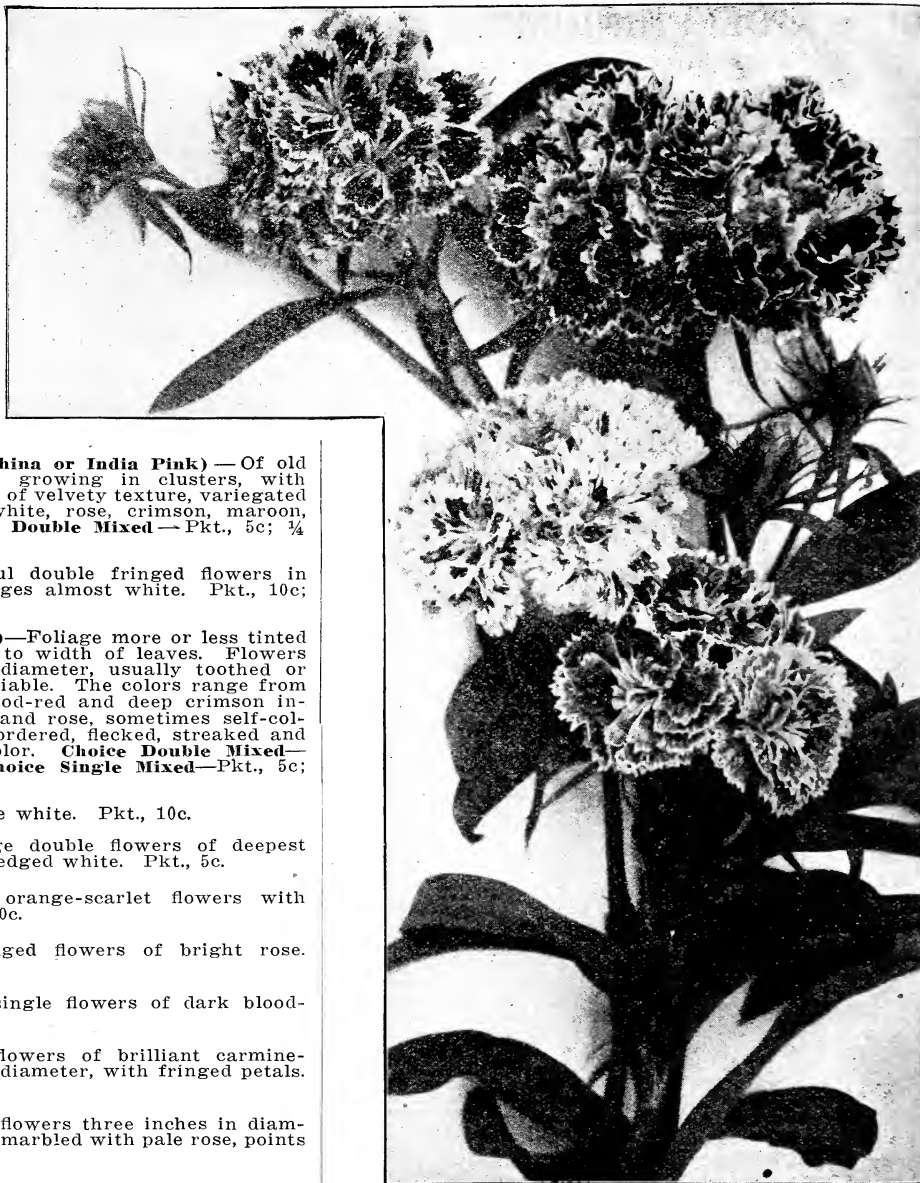 hina or India Pink) — Of old
growing in clusters, with
of velvety texture, variegated
hite, rose, crimson, maroon,
Double Mixed — Pkt., 5c; ¼
ul double fringed flowers in
ges almost white. Pkt., 10c;
)—Foliage more or less tinted
to width of leaves. Flowers
diameter, usually toothed or
iable. The colors range from
od-red and deep crimson in-
and rose, sometimes self-col-
ordered, flecked, streaked and
olor. Choice Double Mixed—
hoice Single Mixed—Pkt., 5c;
e white. Pkt., 10c.
ge double flowers of deepest
edged white. Pkt., 5c.
orange-scarlet flowers with
0c.
ged flowers of bright rose.
single flowers of dark blood-
flowers of brilliant carmine-
diameter, with fringed petals.
flowers three inches in diam-
marbled with pale rose, points